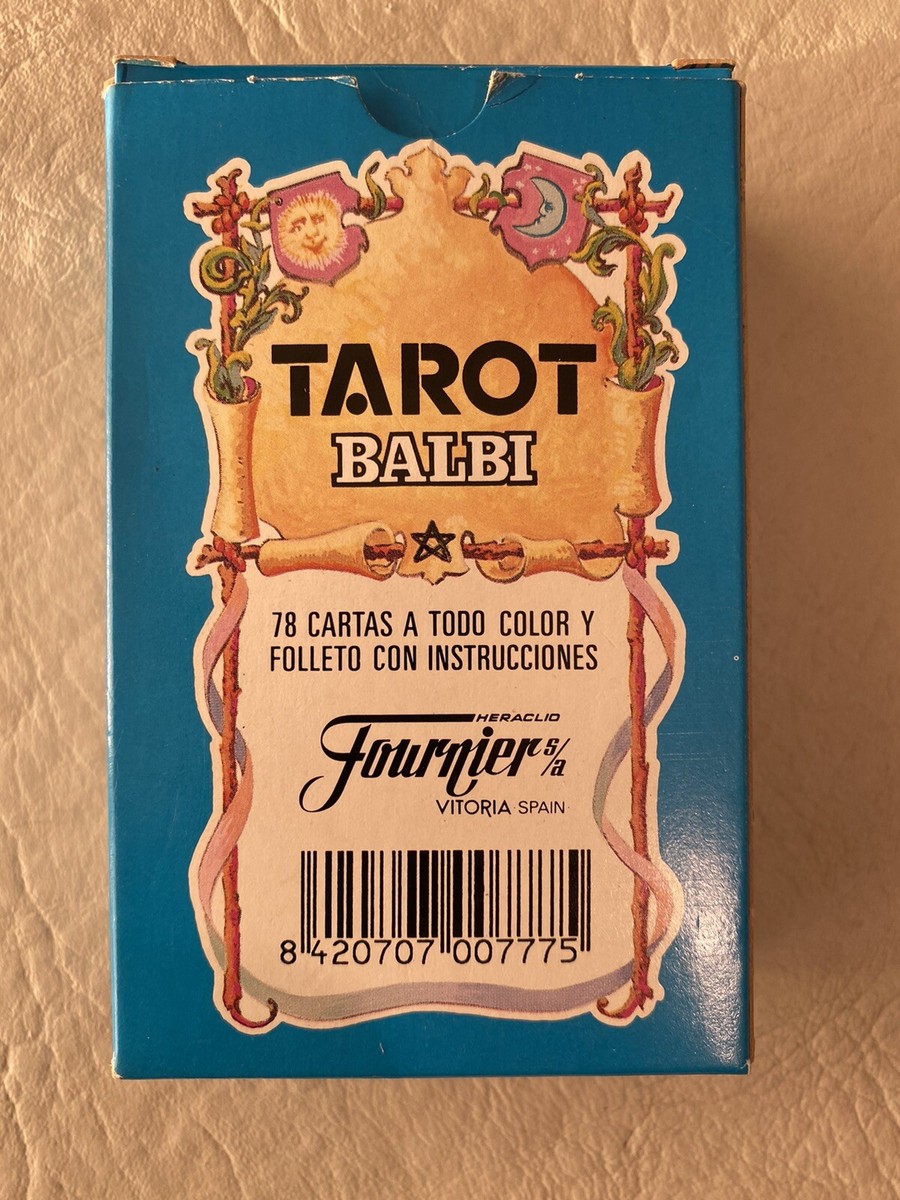 TAROT
BALBI
78 CARTAS A TODO COLOR Y
FOLLETO CON INSTRUCCIONES
HERACLIO
Fournier s/a
VITORIA · SPAIN
8 420707 007775